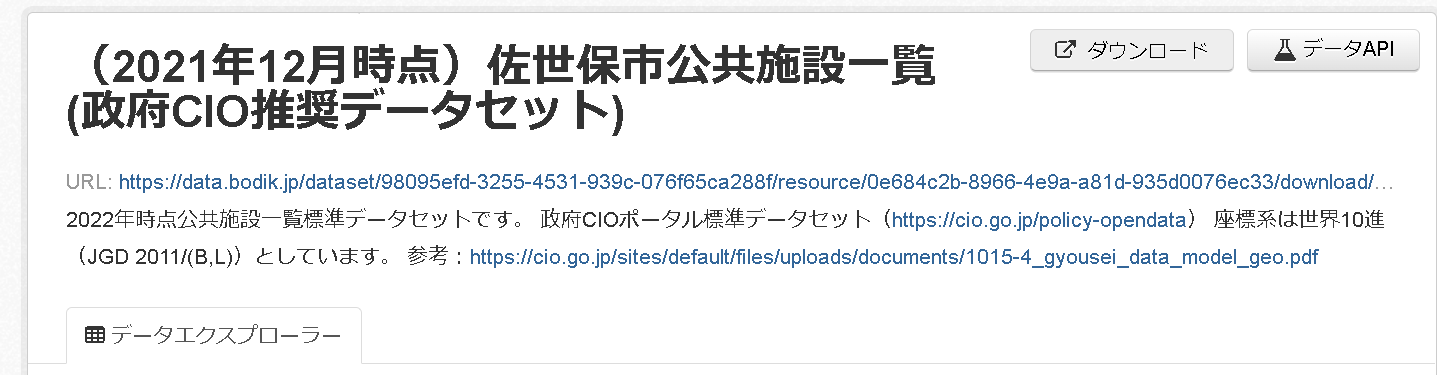 （2021年12月時点）佐世保市公共施設一覧
(政府CIO推奨データセット)
ダウンロード
データAPI
URL: https://data.bodik.jp/dataset/98095efd-3255-4531-939c-076f65ca288f/resource/0e684c2b-8966-4e9a-a81d-935d0076ec33/download/…
2022年時点公共施設一覧標準データセットです。 政府CIOポータル標準データセット（https://cio.go.jp/policy-opendata） 座標系は世界10進
（JGD 2011/(B,L)）としています。 参考：https://cio.go.jp/sites/default/files/uploads/documents/1015-4_gyousei_data_model_geo.pdf
データエクスプローラー